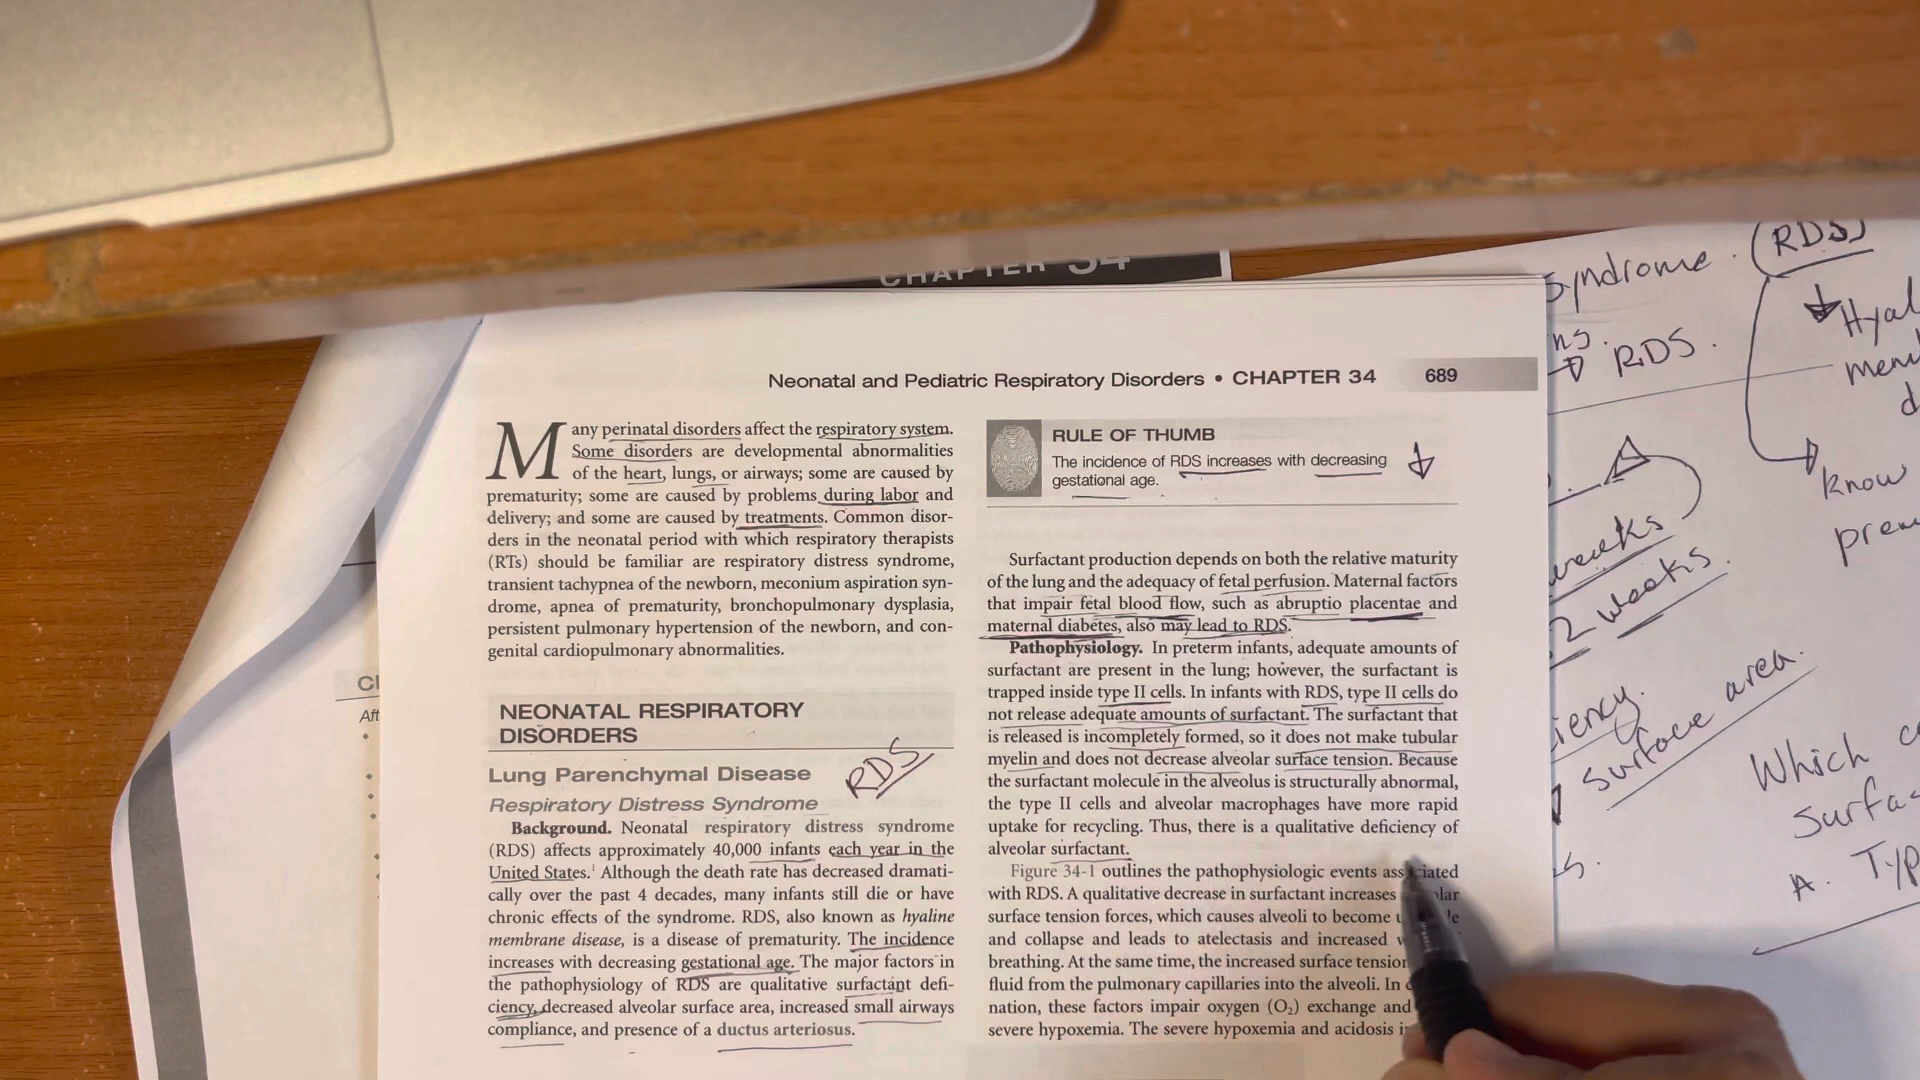 CHAPTER 34
Neonatal and Pediatric Respiratory Disorders • CHAPTER 34 689
Many perinatal disorders affect the respiratory system.
Some disorders are developmental abnormalities
of the heart, lungs, or airways; some are caused by
prematurity; some are caused by problems during labor and
delivery; and some are caused by treatments. Common disor-
ders in the neonatal period with which respiratory therapists
(RTs) should be familiar are respiratory distress syndrome,
transient tachypnea of the newborn, meconium aspiration syn-
drome, apnea of prematurity, bronchopulmonary dysplasia,
persistent pulmonary hypertension of the newborn, and con-
genital cardiopulmonary abnormalities.
NEONATAL RESPIRATORY
DISORDERS
Lung Parenchymal Disease
RDS
Respiratory Distress Syndrome
Background. Neonatal respiratory distress syndrome
(RDS) affects approximately 40,000 infants each year in the
United States.¹ Although the death rate has decreased dramati-
cally over the past 4 decades, many infants still die or have
chronic effects of the syndrome. RDS, also known as hyaline
membrane disease, is a disease of prematurity. The incidence
increases with decreasing gestational age. The major factors in
the pathophysiology of RDS are qualitative surfactant defi-
ciency, decreased alveolar surface area, increased small airways
compliance, and presence of a ductus arteriosus.
RULE OF THUMB
The incidence of RDS increases with decreasing
gestational age.
Surfactant production depends on both the relative maturity
of the lung and the adequacy of fetal perfusion. Maternal factors
that impair fetal blood flow, such as abruptio placentae and
maternal diabetes, also may lead to RDS.
Pathophysiology. In preterm infants, adequate amounts of
surfactant are present in the lung; however, the surfactant is
trapped inside type II cells. In infants with RDS, type II cells do
not release adequate amounts of surfactant. The surfactant that
is released is incompletely formed, so it does not make tubular
myelin and does not decrease alveolar surface tension. Because
the surfactant molecule in the alveolus is structurally abnormal,
the type II cells and alveolar macrophages have more rapid
uptake for recycling. Thus, there is a qualitative deficiency of
alveolar surfactant.
Figure 34-1 outlines the pathophysiologic events associated
with RDS. A qualitative decrease in surfactant increases
surface tension forces, which causes alveoli to become
and collapse and leads to atelectasis and increased
breathing. At the same time, the increased surface tension
fluid from the pulmonary capillaries into the alveoli. In
nation, these factors impair oxygen (O₂) exchange and
severe hypoxemia. The severe hypoxemia and acidosis
Aft
Syndrome. (RDS)
RDS.
weeks
2 weeks.
surface area.
know
Which
A.